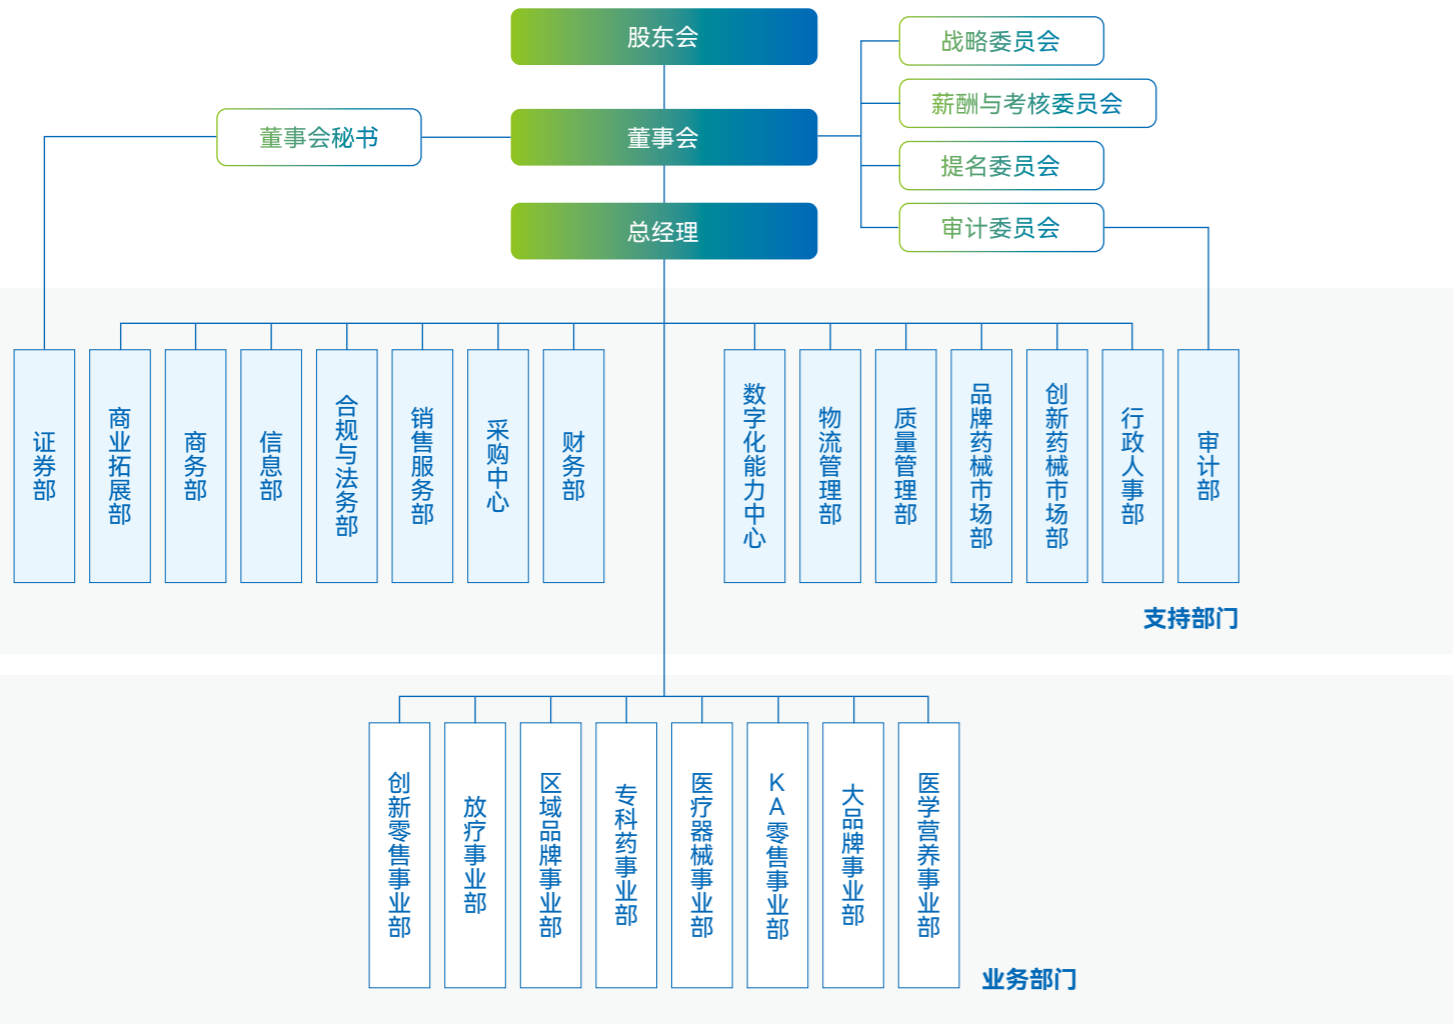 股东会
战略委员会
薪酬与考核委员会
董事会秘书
董事会
提名委员会
总经理
审计委员会
证券部
商业拓展部
商务部
信息部
合规与法务部
销售服务部
采购中心
财务部
数字化能力中心
物流管理部
质量管理部
品牌药械市场部
创新药械市场部
行政人事部
审计部
支持部门
创新零售事业部
放疗事业部
区域品牌事业部
专科药事业部
医疗器械事业部
KA零售事业部
大品牌事业部
医学营养事业部
业务部门